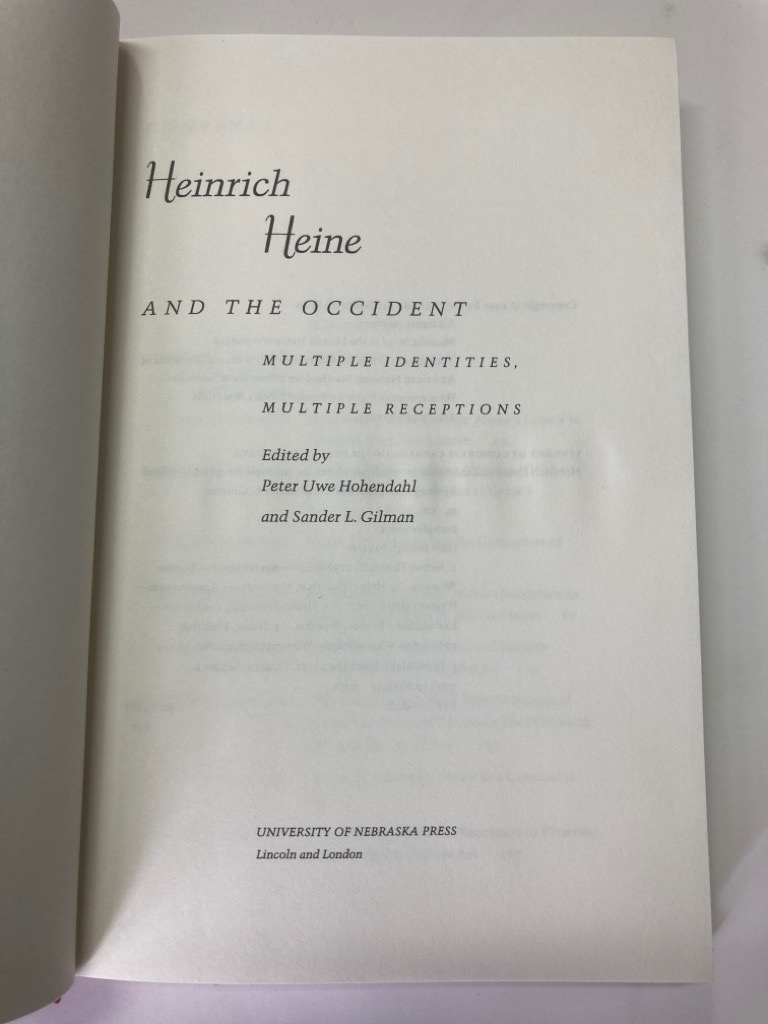 Heinrich
Heine
AND THE OCCIDENT
MULTIPLE IDENTITIES,
MULTIPLE RECEPTIONS
Edited by
Peter Uwe Hohendahl
and Sander L. Gilman
UNIVERSITY OF NEBRASKA PRESS
Lincoln and London